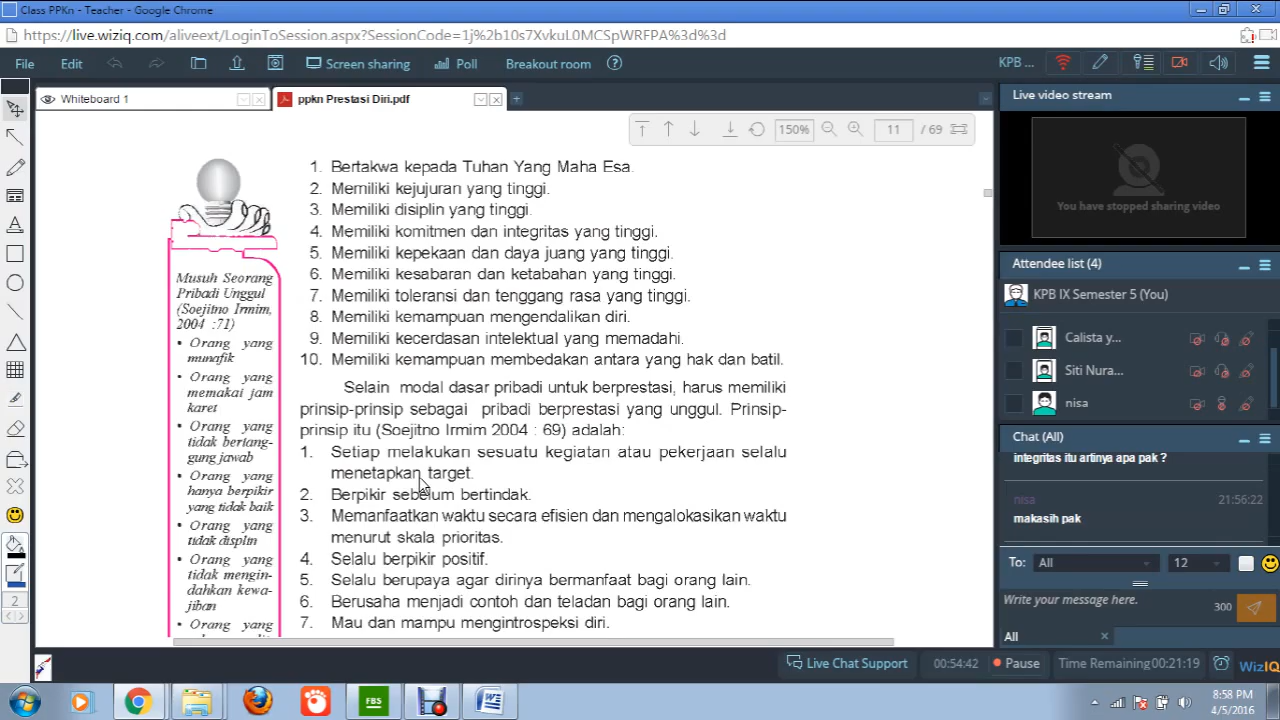 Class PPKn - Teacher - Google Chrome
https://live.wiziq.com/aliveext/LoginToSession.aspx?SessionCode=1j%2b10s7XvkuL0MCSpWRFPA%3d%3d
File Edit Screen sharing Poll Breakout room KPB ...
Whiteboard 1 ppkn Prestasi Diri.pdf
150% 11 / 69
1. Bertakwa kepada Tuhan Yang Maha Esa.
2. Memiliki kejujuran yang tinggi.
3. Memiliki disiplin yang tinggi.
4. Memiliki komitmen dan integritas yang tinggi.
5. Memiliki kepekaan dan daya juang yang tinggi.
6. Memiliki kesabaran dan ketabahan yang tinggi.
7. Memiliki toleransi dan tenggang rasa yang tinggi.
8. Memiliki kemampuan mengendalikan diri.
9. Memiliki kecerdasan intelektual yang memadahi.
10. Memiliki kemampuan membedakan antara yang hak dan batil.
Selain modal dasar pribadi untuk berprestasi, harus memiliki
prinsip-prinsip sebagai pribadi berprestasi yang unggul. Prinsip-
prinsip itu (Soejitno Irmim 2004 : 69) adalah:
1. Setiap melakukan sesuatu kegiatan atau pekerjaan selalu
menetapkan target.
2. Berpikir sebelum bertindak.
3. Memanfaatkan waktu secara efisien dan mengalokasikan waktu
menurut skala prioritas.
4. Selalu berpikir positif.
5. Selalu berupaya agar dirinya bermanfaat bagi orang lain.
6. Berusaha menjadi contoh dan teladan bagi orang lain.
7. Mau dan mampu mengintrospeksi diri.
Musuh Seorang
Pribadi Unggul
(Soejitno Irmim,
2004 :71)
• Orang yang
munafik
• Orang yang
memakai jam
karet
• Orang yang
tidak bertang-
gung jawab
• Orang yang
hanya berpikir
yang tidak baik
• Orang yang
tidak displin
• Orang yang
tidak mengin-
dahkan kewa-
jiban
• Orang yang
Live video stream
You have stopped sharing video
Attendee list (4)
KPB IX Semester 5 (You)
Calista y...
Siti Nura...
nisa
Chat (All)
integritas itu artinya apa pak ?
nisa 21:56:22
makasih pak
To: All 12
Write your message here. 300
All
2
Live Chat Support 00:54:42 Pause Time Remaining 00:21:19 WizIQ
FBS
8:58 PM
4/5/2016